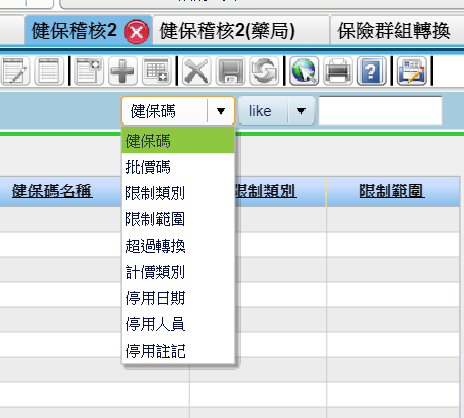 健保稽核2 健保稽核2(藥局) 保險群組轉換
健保碼 like
健保碼
批價碼
限制類別
限制範圍
超過轉換
計價類別
停用日期
停用人員
停用註記
健保碼名稱 限制類別 限制範圍